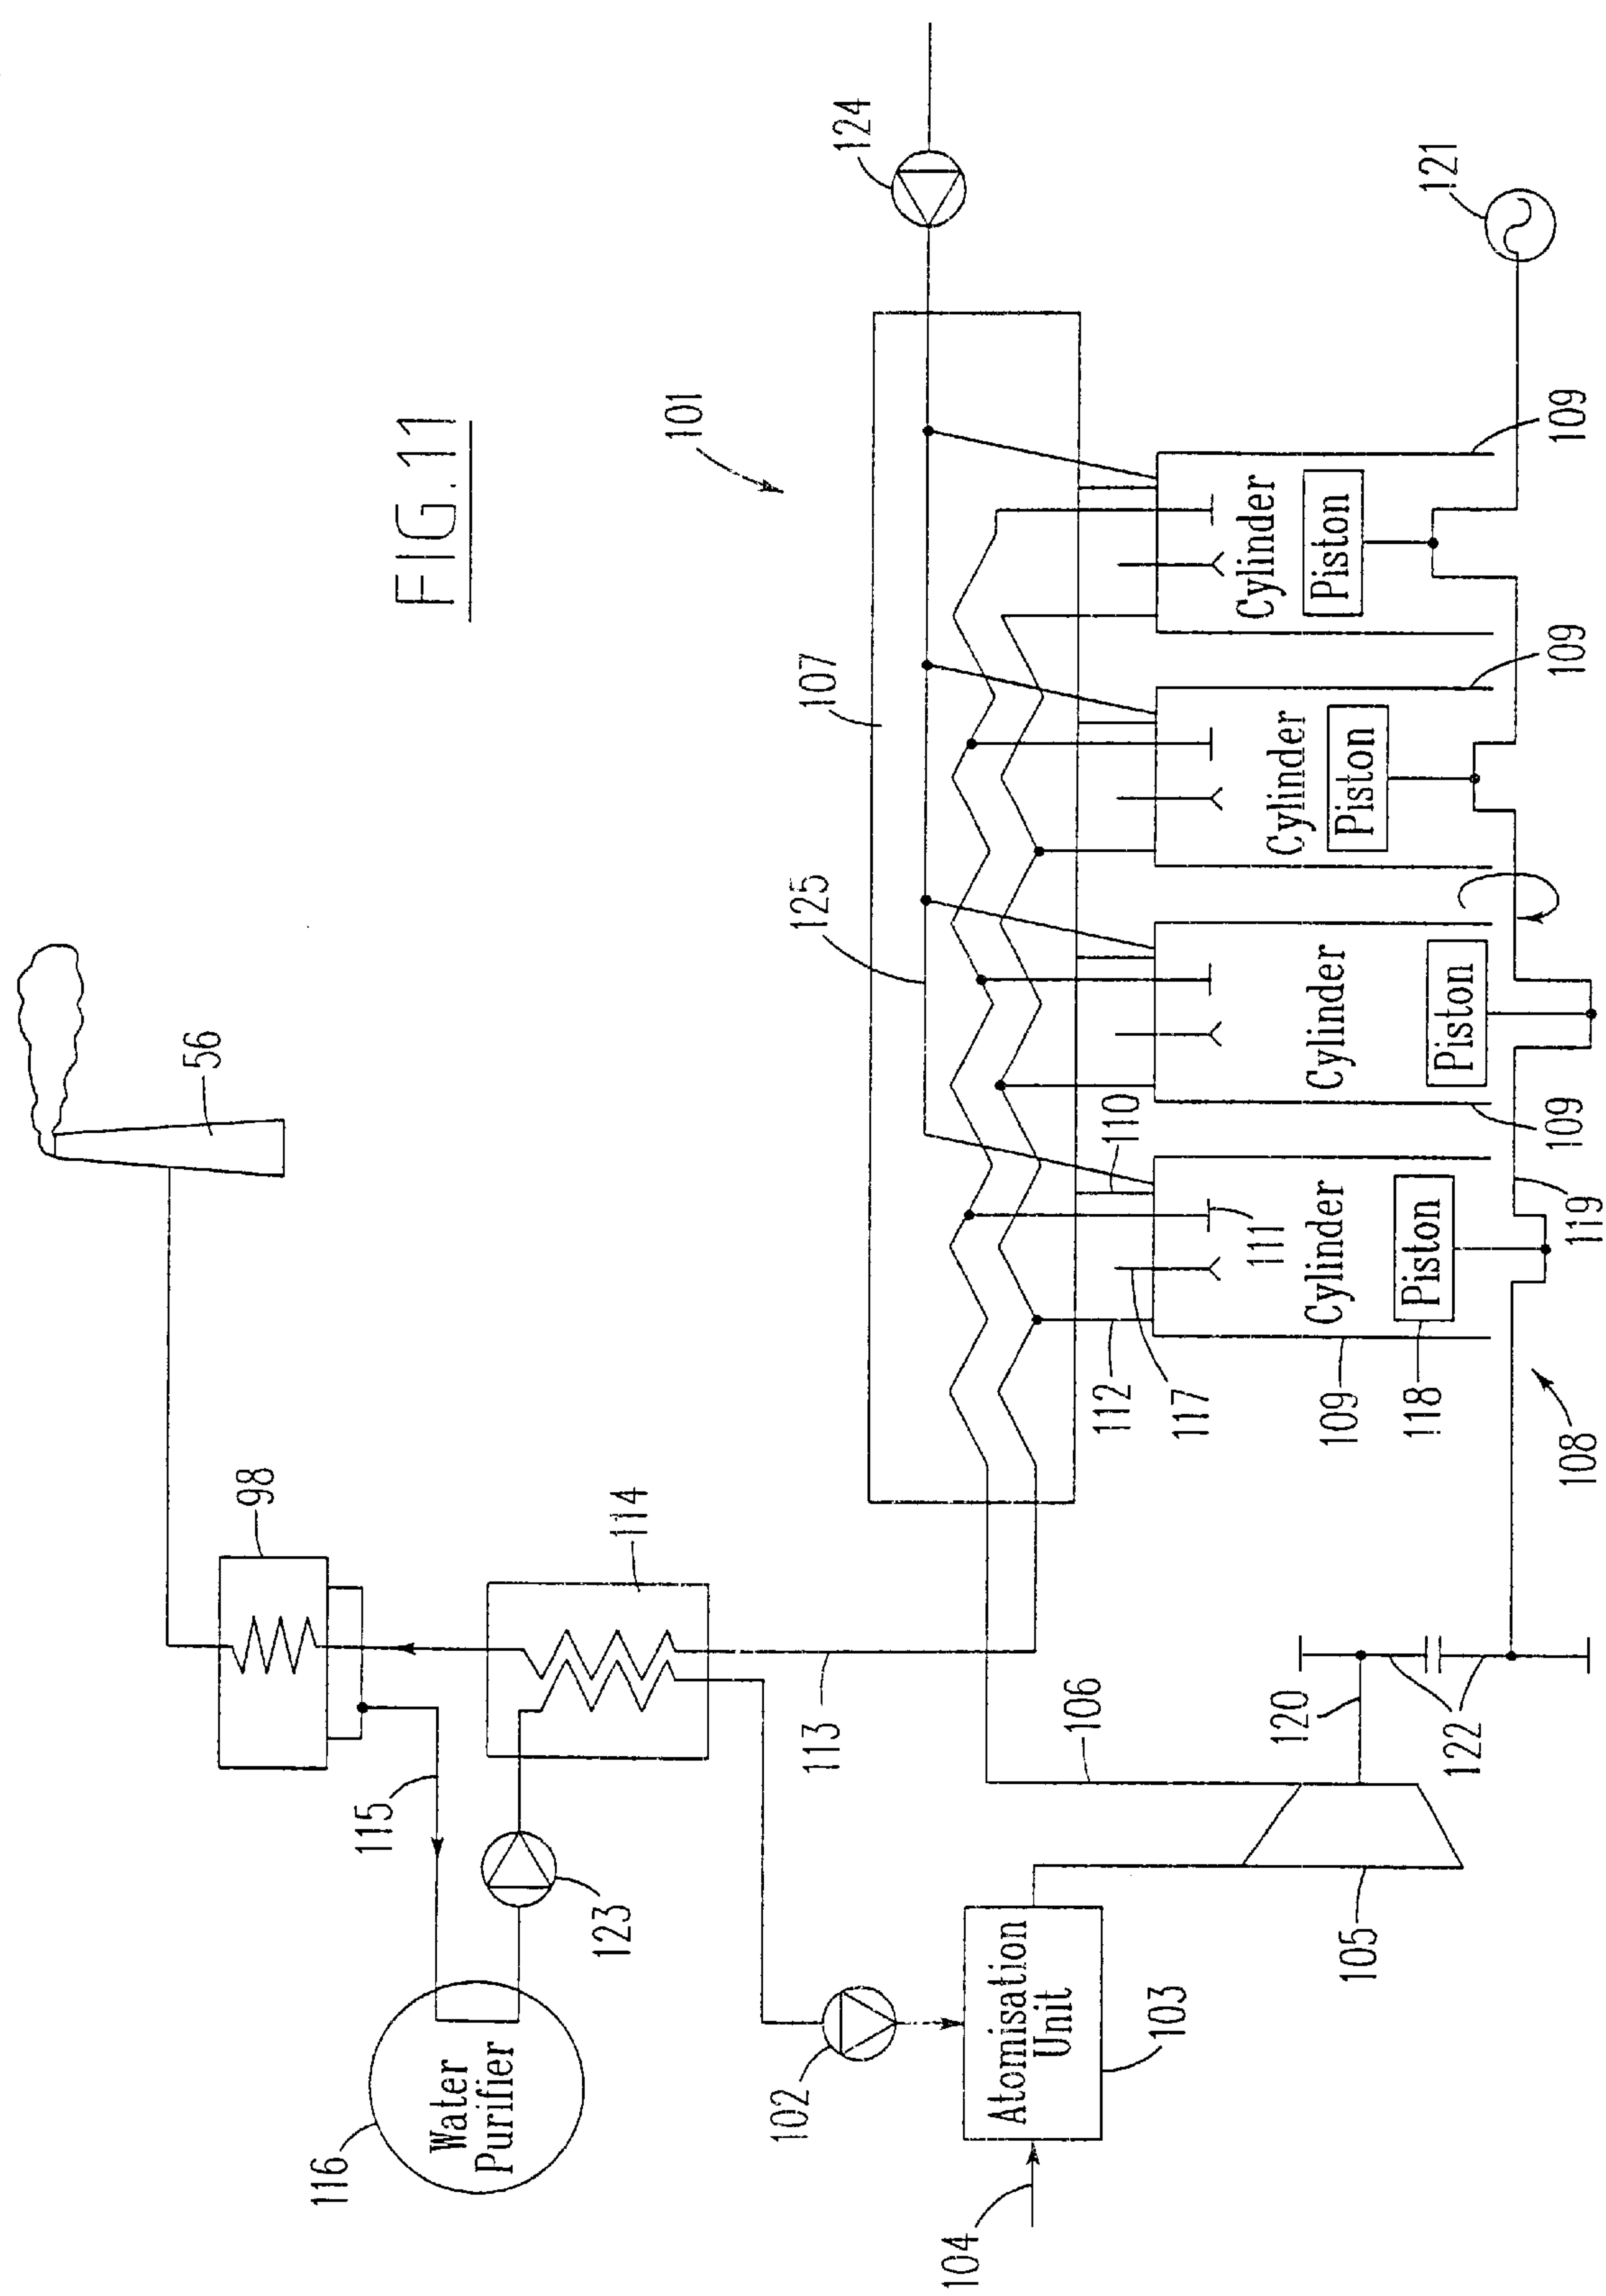 FIG.11
56
98
114
115
116
Water
Purifier
123
102
Atomisation
Unit
103
104
105
106
113
120
122
101
107
125
124
121
110
111
112
117
Cylinder
Piston
109
118
Cylinder
Piston
109
Cylinder
Piston
109
Cylinder
Piston
109
119
108